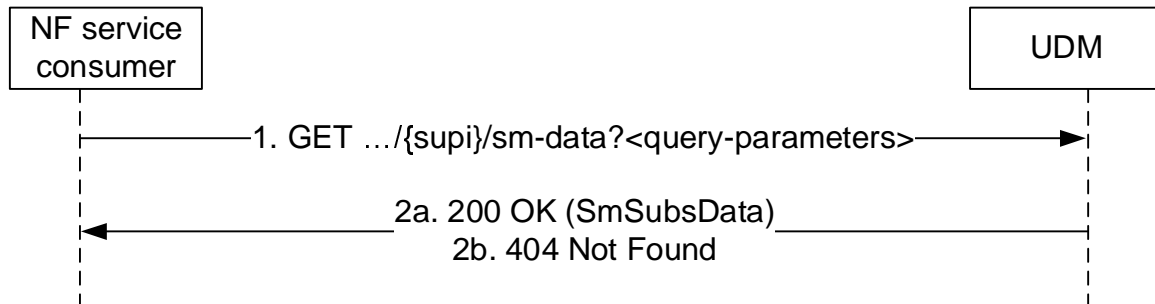 NF service
consumer
UDM
1. GET …/{supi}/sm-data?<query-parameters>
2a. 200 OK (SmSubsData)
2b. 404 Not Found